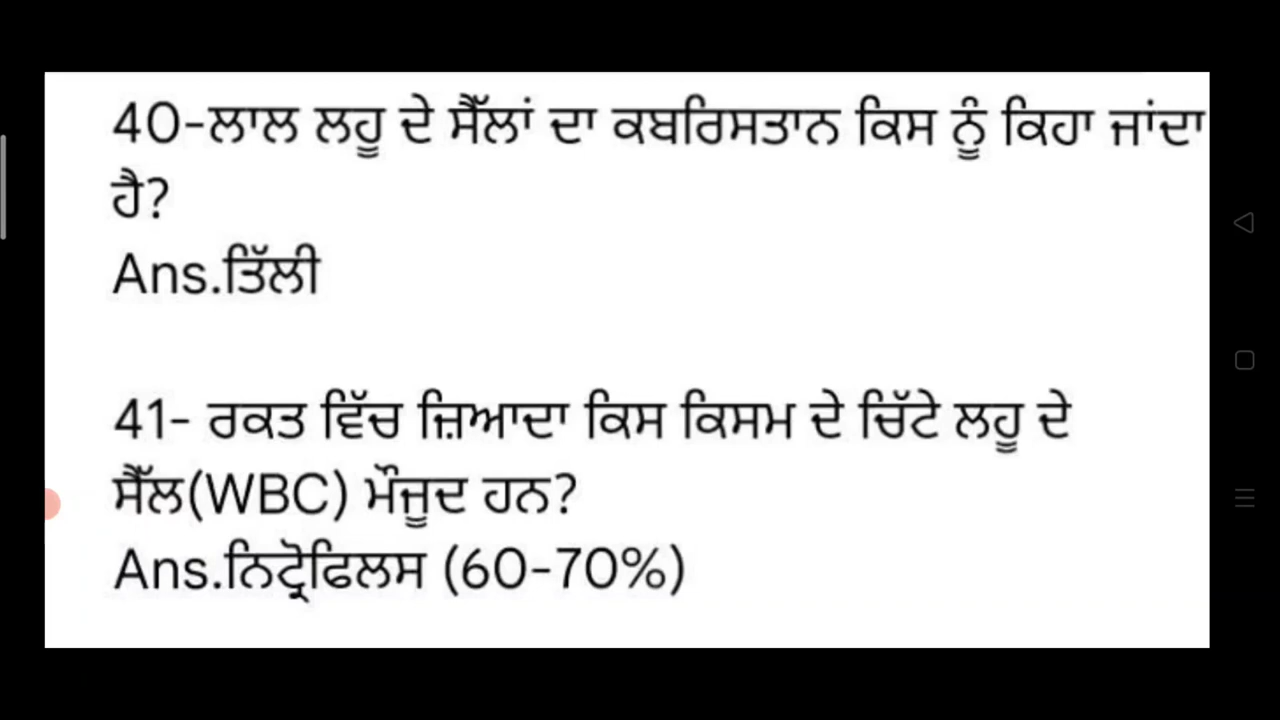 40-ਲਾਲ ਲਹੂ ਦੇ ਸੈੱਲਾਂ ਦਾ ਕਬਰਿਸਤਾਨ ਕਿਸ ਨੂੰ ਕਿਹਾ ਜਾਂਦਾ
ਹੈ?
Ans.ਤਿੱਲੀ
41- ਰਕਤ ਵਿੱਚ ਜ਼ਿਆਦਾ ਕਿਸ ਕਿਸਮ ਦੇ ਚਿੱਟੇ ਲਹੂ ਦੇ
ਸੈੱਲ(WBC) ਮੌਜੂਦ ਹਨ?
Ans.ਨਿਟ੍ਰੋਫਿਲਸ (60-70%)